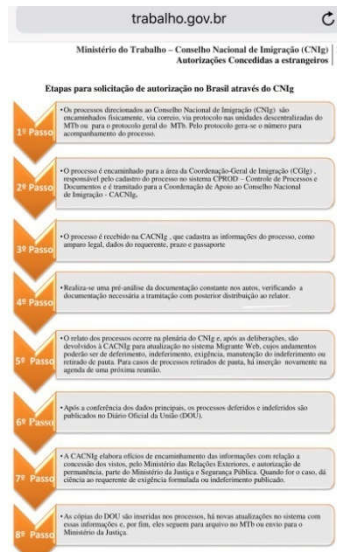 trabalho.gov.br
Ministério do Trabalho – Conselho Nacional de Imigração (CNIg)
Autorizações Concedidas a estrangeiros
Etapas para solicitação de autorização no Brasil através do CNIg
1º Passo
•Os processos direcionados ao Conselho Nacional de Imigração (CNIg) são
encaminhados fisicamente, via correio, via protocolo nas unidades descentralizadas do
MTb ou para o protocolo geral do MTb. Pelo protocolo gera-se o número para
acompanhamento do processo.
2º Passo
•O processo é encaminhado para a área da Coordenação-Geral de Imigração (CGIg) ,
responsável pelo cadastro do processo no sistema CPROD – Controle de Processos e
Documentos e é tramitado para a Coordenação de Apoio ao Conselho Nacional
de Imigração - CACNIg.
3º Passo
•O processo é recebido na CACNIg , que cadastra as informações do processo, como
amparo legal, dados do requerente, prazo e passaporte
4º Passo
•Realiza-se uma pré-análise da documentação constante nos autos, verificando a
documentação necessária a tramitação com posterior distribuição ao relator.
5º Passo
•O relato dos processos ocorre na plenária do CNIg e, após as deliberações, são
devolvidos à CACNIg para atualização no sistema Migrante Web, cujos andamentos
poderão ser de deferimento, indeferimento, exigência, manutenção do indeferimento ou
retirado de pauta. Para casos de processos retirados de pauta, há inserção novamente na
agenda de uma próxima reunião.
6º Passo
•Após a conferência dos dados principais, os processos deferidos e indeferidos são
publicados no Diário Oficial da União (DOU).
7º Passo
•A CACNIg elabora ofícios de encaminhamento das informações com relação a
concessão dos vistos, pelo Ministério das Relações Exteriores, e autorização de
permanência, parte do Ministério da Justiça e Segurança Pública. Quando for o caso, dá
ciência ao requerente de exigência formulada ou indeferimento publicado.
8º Passo
•As cópias do DOU são inseridas nos processos, há novas atualizações no sistema com
essas informações e, por fim, eles seguem para arquivo no MTb ou envio para o
Ministério da Justiça.